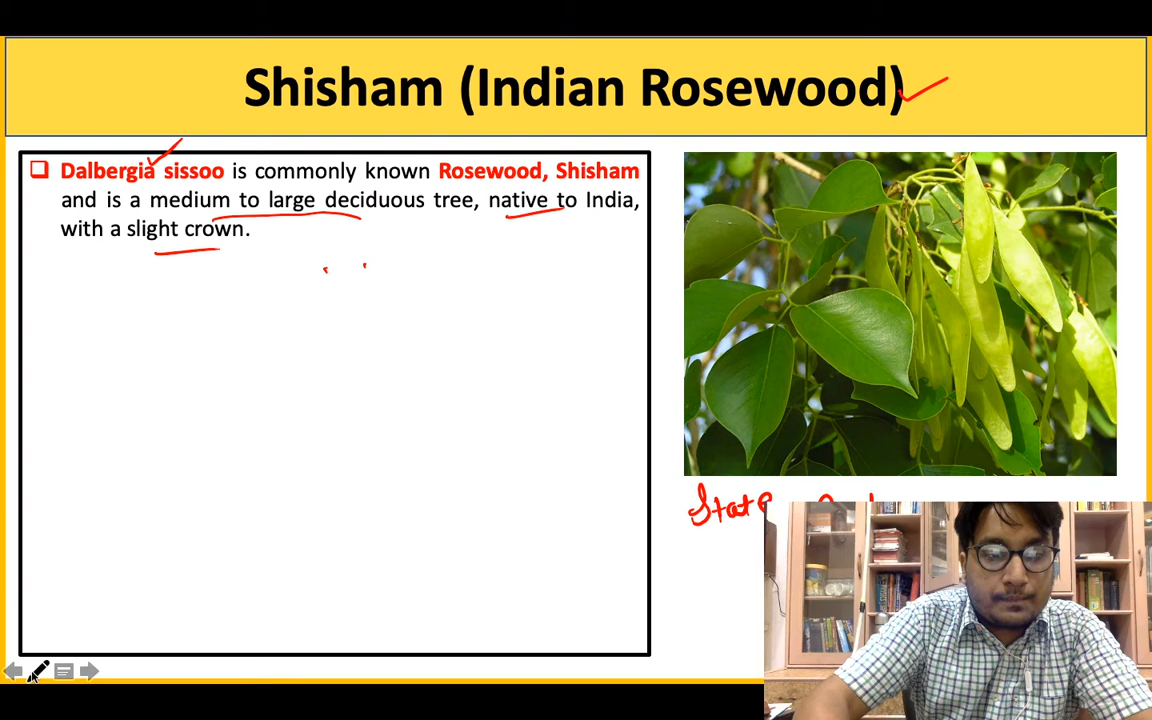 Shisham (Indian Rosewood)
Dalbergia sissoo is commonly known Rosewood, Shisham
and is a medium to large deciduous tree, native to India,
with a slight crown.
State